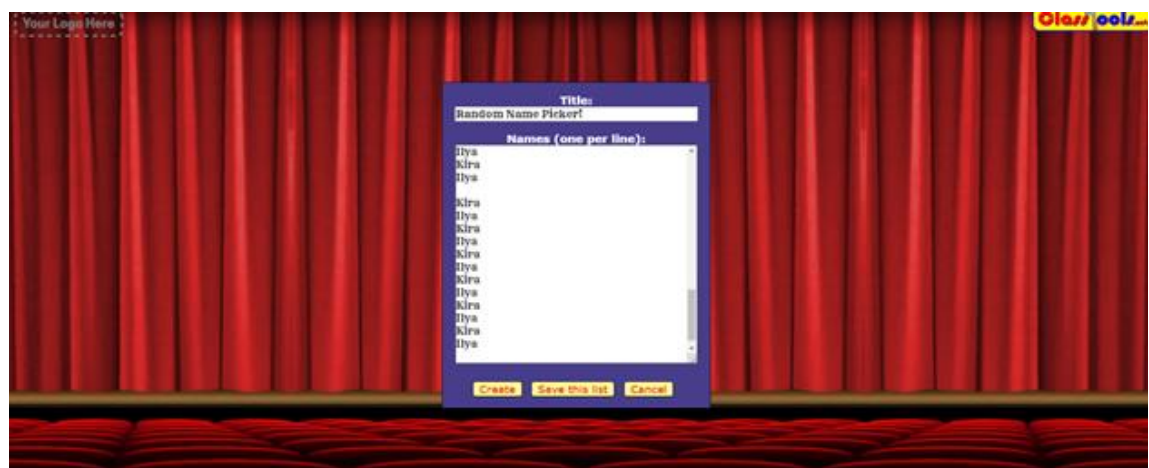 Your Logo Here
ClassTools.net
Title:
Random Name Picker!
Names (one per line):
Ilya
Kira
Ilya

Kira
Ilya
Kira
Ilya
Kira
Ilya
Kira
Ilya
Kira
Ilya
Kira
Ilya
Create Save this list Cancel